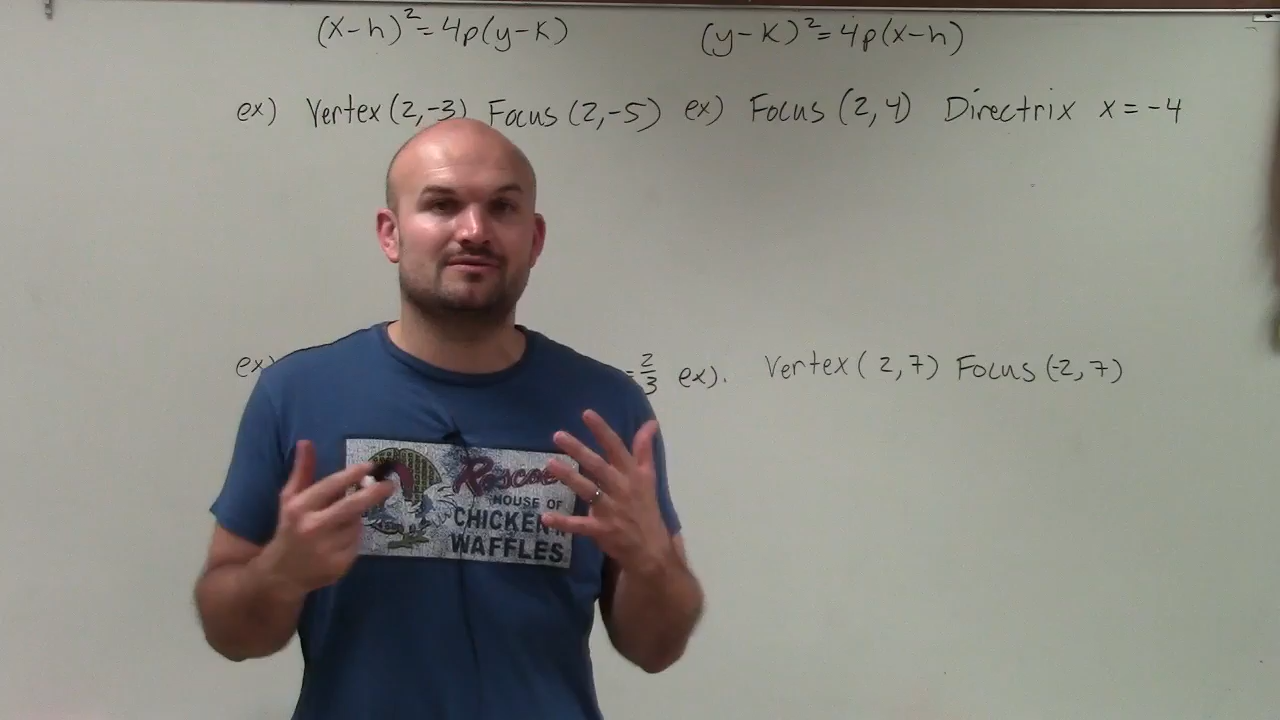 (x-h)²=4p(y-k) (y-k)²=4p(x-h)
ex) Vertex (2,-3) Focus (2,-5) ex) Focus (2,4) Directrix x=-4
ex) =2/3 ex). Vertex (2,7) Focus (-2,7)
HOUSE OF
CHICKEN
WAFFLES